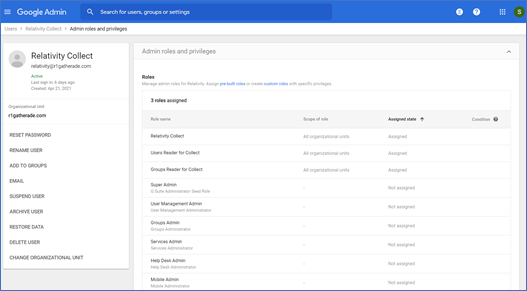 Google Admin
Search for users, groups or settings
S
Users > Relativity Collect > Admin roles and privileges
Relativity Collect
relativity@r1gatherade.com
Active
Last sign in: 6 days ago
Created: Apr 21, 2021
Organizational Unit
r1gatherade.com
RESET PASSWORD
RENAME USER
ADD TO GROUPS
EMAIL
SUSPEND USER
ARCHIVE USER
RESTORE DATA
DELETE USER
CHANGE ORGANIZATIONAL UNIT
Admin roles and privileges
Roles
Manage admin roles for Relativity. Assign pre-built roles or create custom roles with specific privileges.
3 roles assigned
Role name Scope of role Assigned state Condition
Relativity Collect All organizational units Assigned
Users Reader for Collect All organizational units Assigned
Groups Reader for Collect All organizational units Assigned
Super Admin - Not assigned
G Suite Administrator Seed Role
User Management Admin - Not assigned
User Management Administrator
Groups Admin - Not assigned
Groups Administrator
Services Admin - Not assigned
Services Administrator
Help Desk Admin - Not assigned
Help Desk Administrator
Mobile Admin - Not assigned
Mobile Administrator